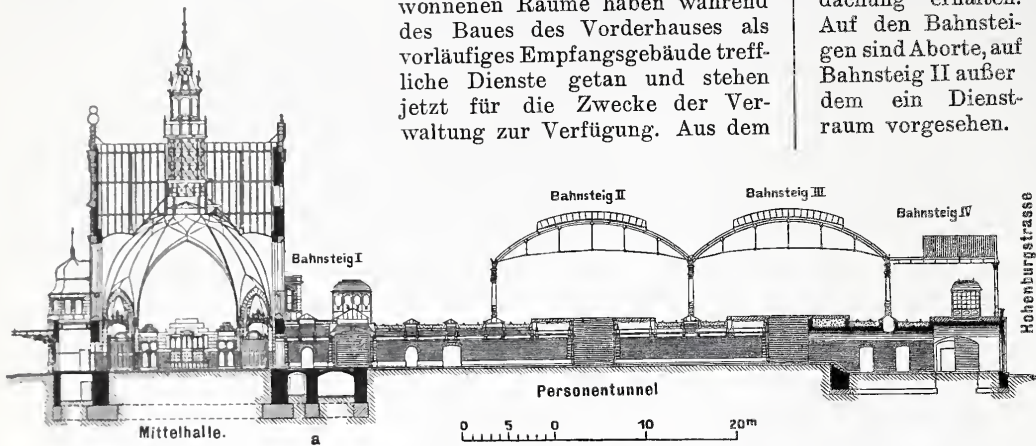 wonnenen Räume haben während
des Baues des Vorderhauses als
vorläufiges Empfangsgebäude treff-
liche Dienste getan und stehen
jetzt für die Zwecke der Ver-
waltung zur Verfügung. Aus dem
dachung erhalten.
Auf den Bahnstei-
gen sind Aborte, auf
Bahnsteig II außer
dem ein Dienst-
raum vorgesehen.
Bahnsteig I
Bahnsteig II
Bahnsteig III
Bahnsteig IV
Hohenburgstrasse
Personentunnel
Mittelhalle.
a
0 5 0 10 20m